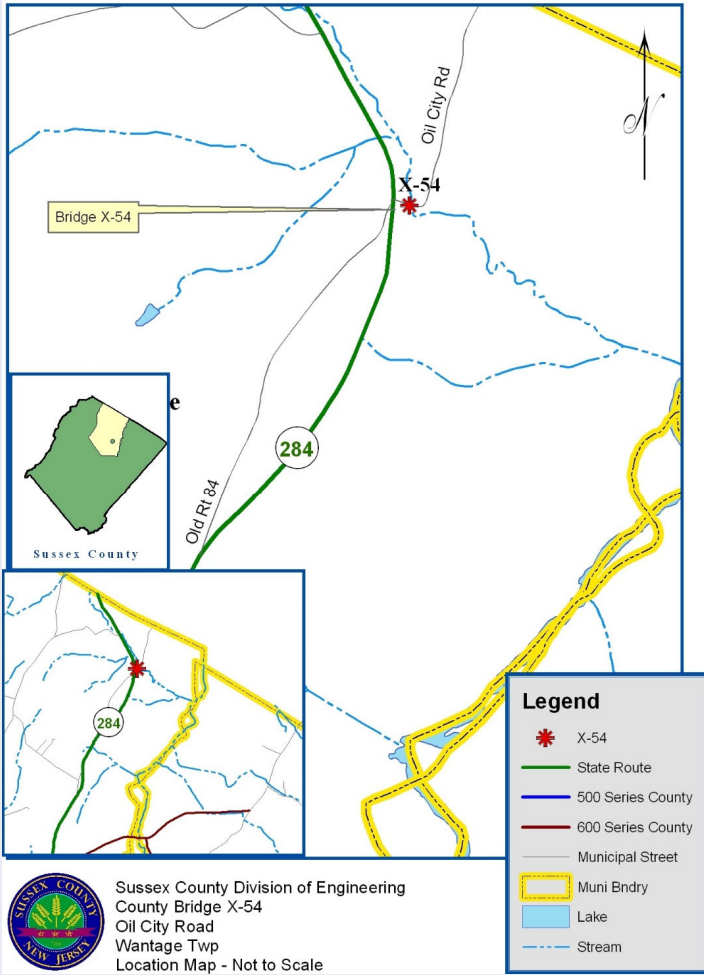 Oil City Rd
N
X-54
Bridge X-54
e
284
Old Rt 84
Sussex County
284
Legend
X-54
State Route
500 Series County
600 Series County
Municipal Street
Muni Bndry
Lake
Stream
SUSSEX COUNTY
NEW JERSEY
Sussex County Division of Engineering
County Bridge X-54
Oil City Road
Wantage Twp
Location Map - Not to Scale